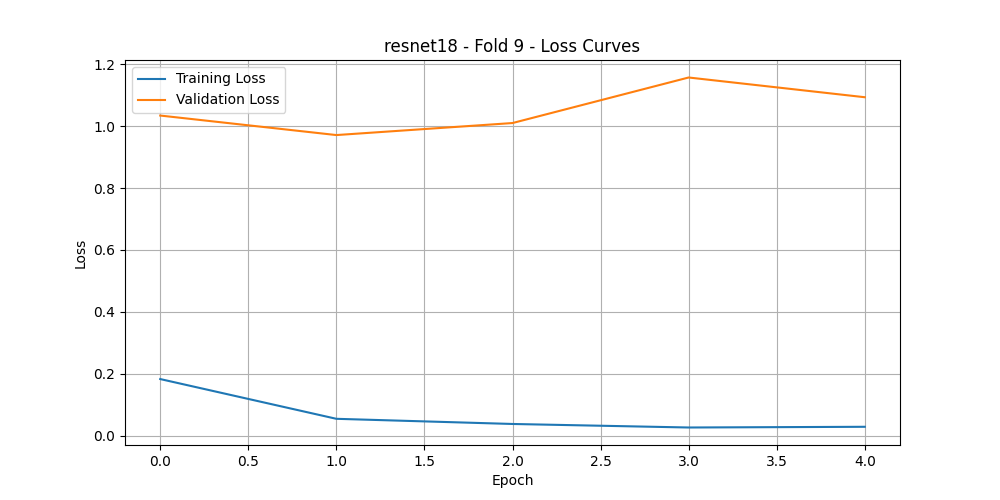 resnet18 - Fold 9 - Loss Curves
Training Loss
Validation Loss
1.2
1.0
0.8
0.6
0.4
0.2
0.0
Loss
0.0 0.5 1.0 1.5 2.0 2.5 3.0 3.5 4.0
Epoch